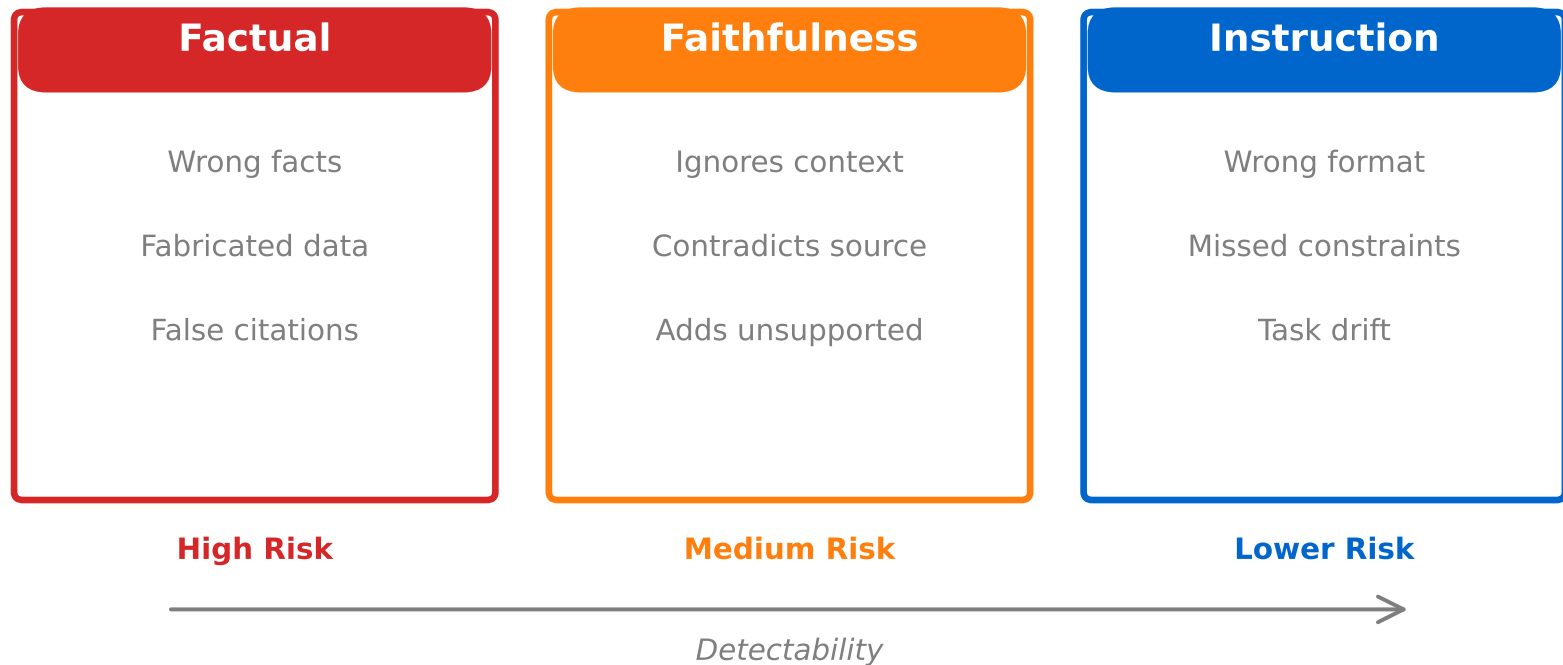 Factual
Wrong facts
Fabricated data
False citations
High Risk
Faithfulness
Ignores context
Contradicts source
Adds unsupported
Medium Risk
Instruction
Wrong format
Missed constraints
Task drift
Lower Risk
Detectability